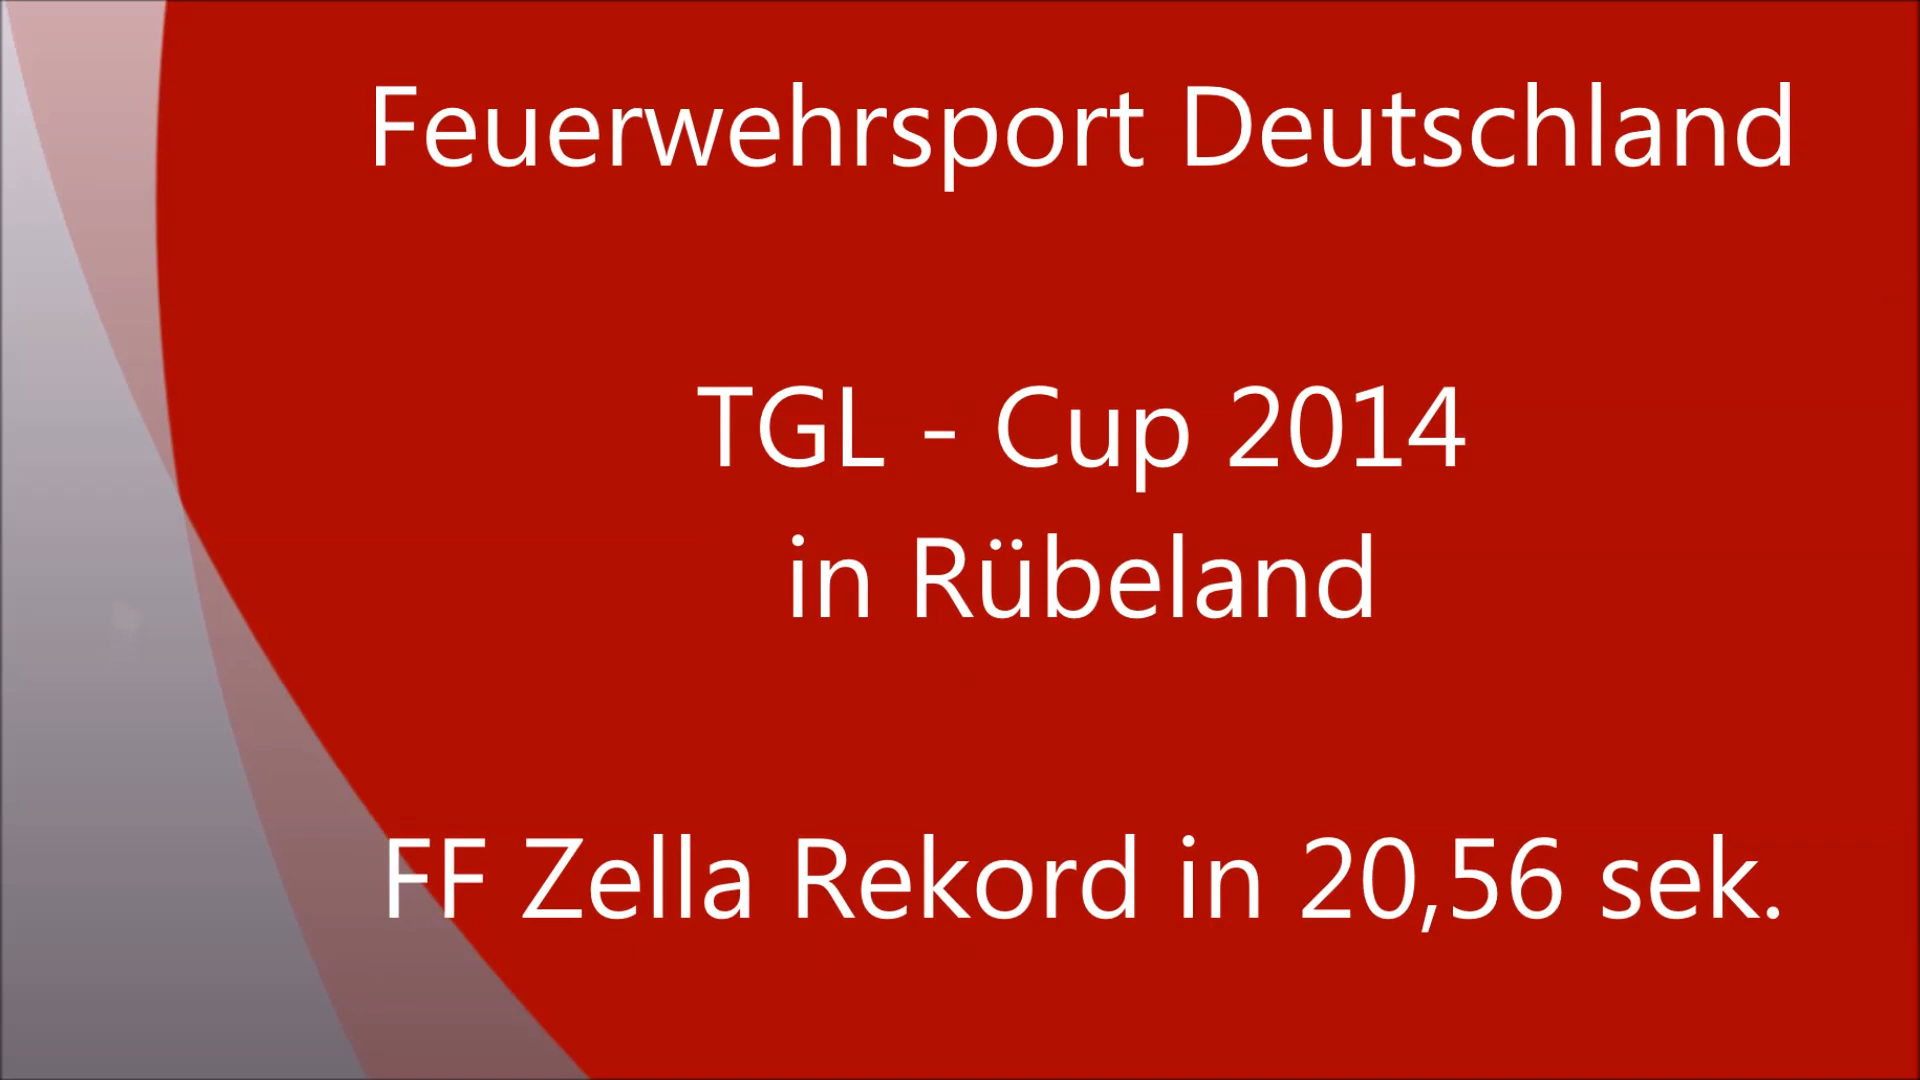 Feuerwehrsport Deutschland
TGL - Cup 2014
in Rübeland
FF Zella Rekord in 20,56 sek.